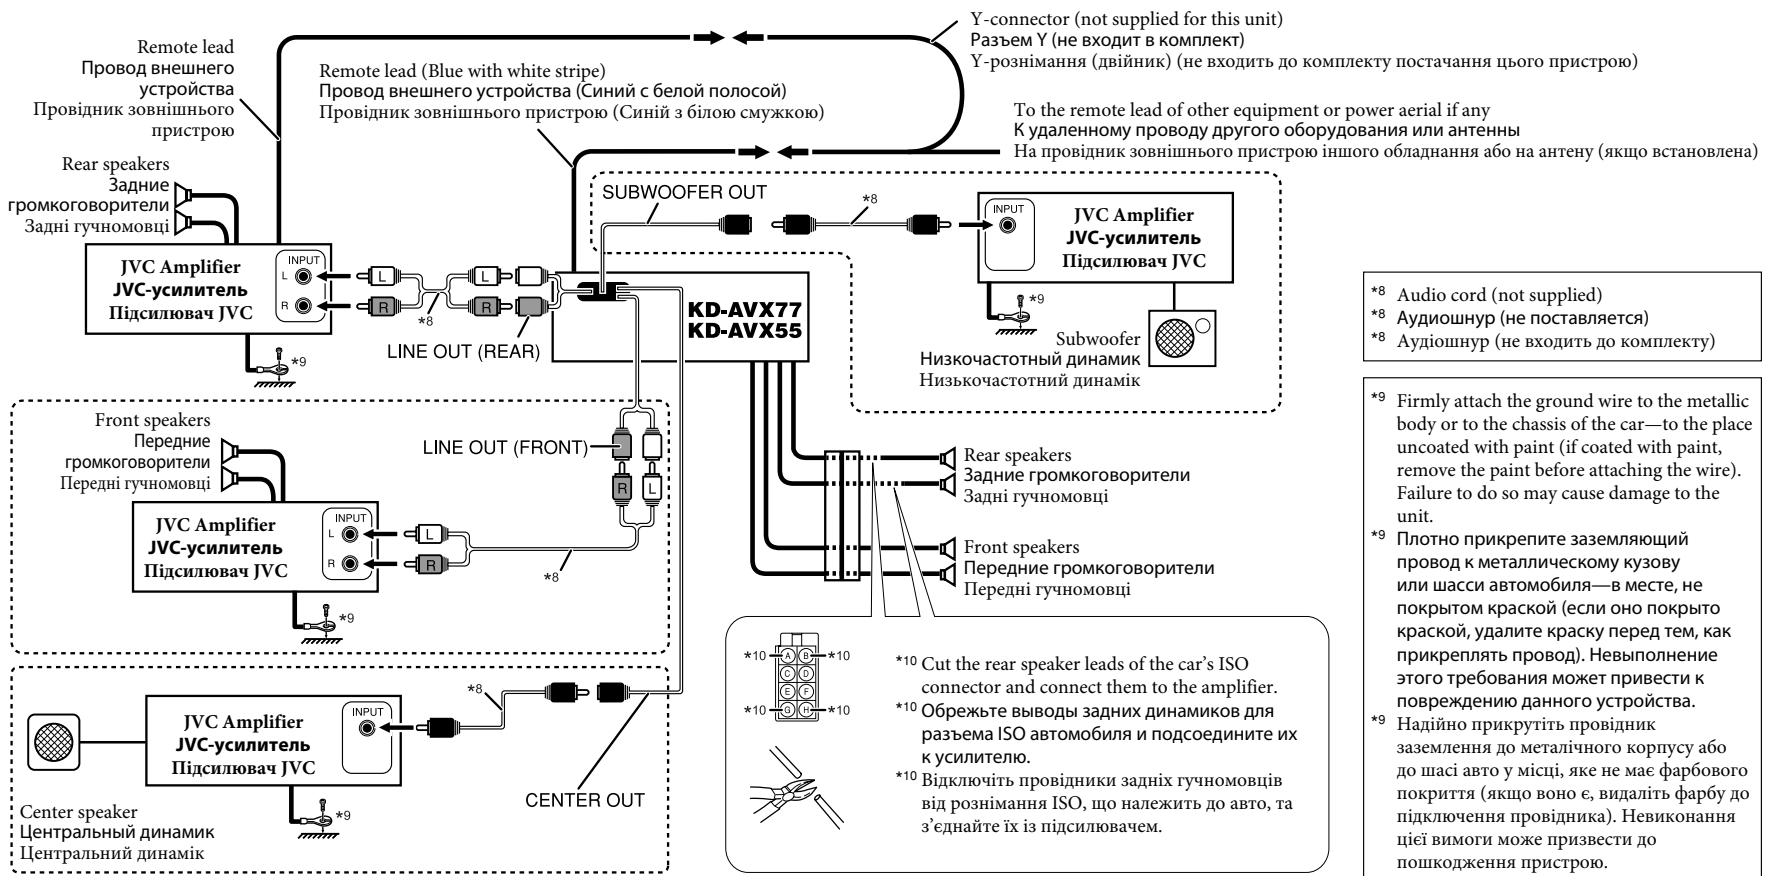 Y-connector (not supplied for this unit)
Разъем Y (не входит в комплект)
Y-рознімання (двійник) (не входить до комплекту постачання цього пристрою)
Remote lead
Провод внешнего
устройства
Провідник зовнішнього
пристрою
Remote lead (Blue with white stripe)
Провод внешнего устройства (Синий с белой полосой)
Провідник зовнішнього пристрою (Синій з білою смужкою)
To the remote lead of other equipment or power aerial if any
К удаленному проводу другого оборудования или антенны
На провідник зовнішнього пристрою іншого обладнання або на антену (якщо встановлена)
Rear speakers
Задние
громкоговорители
Задні гучномовці
JVC Amplifier
JVC-усилитель
Підсилювач JVC
INPUT
L
R
L
R
L
R
*8
LINE OUT (REAR)
*9
SUBWOOFER OUT
*8
INPUT
JVC Amplifier
JVC-усилитель
Підсилювач JVC
*9
Subwoofer
Низкочастотный динамик
Низькочастотний динамік
KD-AVX77
KD-AVX55
Front speakers
Передние
громкоговорители
Передні гучномовці
LINE OUT (FRONT)
R
L
JVC Amplifier
JVC-усилитель
Підсилювач JVC
INPUT
L
R
L
R
*8
*9
Rear speakers
Задние громкоговорители
Задні гучномовці
Front speakers
Передние громкоговорители
Передні гучномовці
*8
JVC Amplifier
JVC-усилитель
Підсилювач JVC
INPUT
*9
CENTER OUT
Center speaker
Центральный динамик
Центральний динамік
*10 A B *10
C D
E F
*10 G H *10
*10 Cut the rear speaker leads of the car's ISO
connector and connect them to the amplifier.
*10 Обрежьте выводы задних динамиков для
разъема ISO автомобиля и подсоедините их
к усилителю.
*10 Відключіть провідники задніх гучномовців
від рознімання ISO, що належить до авто, та
з’єднайте їх із підсилювачем.
*8 Audio cord (not supplied)
*8 Аудиошнур (не поставляется)
*8 Аудіошнур (не входить до комплекту)
*9 Firmly attach the ground wire to the metallic
body or to the chassis of the car—to the place
uncoated with paint (if coated with paint,
remove the paint before attaching the wire).
Failure to do so may cause damage to the
unit.
*9 Плотно прикрепите заземляющий
провод к металлическому кузову
или шасси автомобиля—в месте, не
покрытом краской (если оно покрыто
краской, удалите краску перед тем, как
прикреплять провод). Невыполнение
этого требования может привести к
повреждению данного устройства.
*9 Надійно прикрутіть провідник
заземлення до металічного корпусу або
до шасі авто у місці, яке не має фарбового
покриття (якщо воно є, видаліть фарбу до
підключення провідника). Невиконання
цієї вимоги може призвести до
пошкодження пристрою.